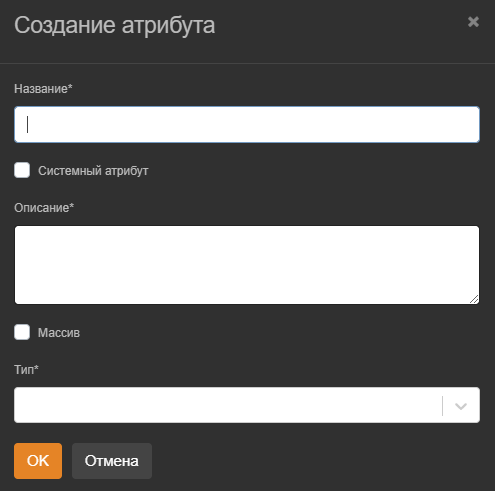 Создание атрибута
Название*
Системный атрибут
Описание*
Массив
Тип*
OK Отмена